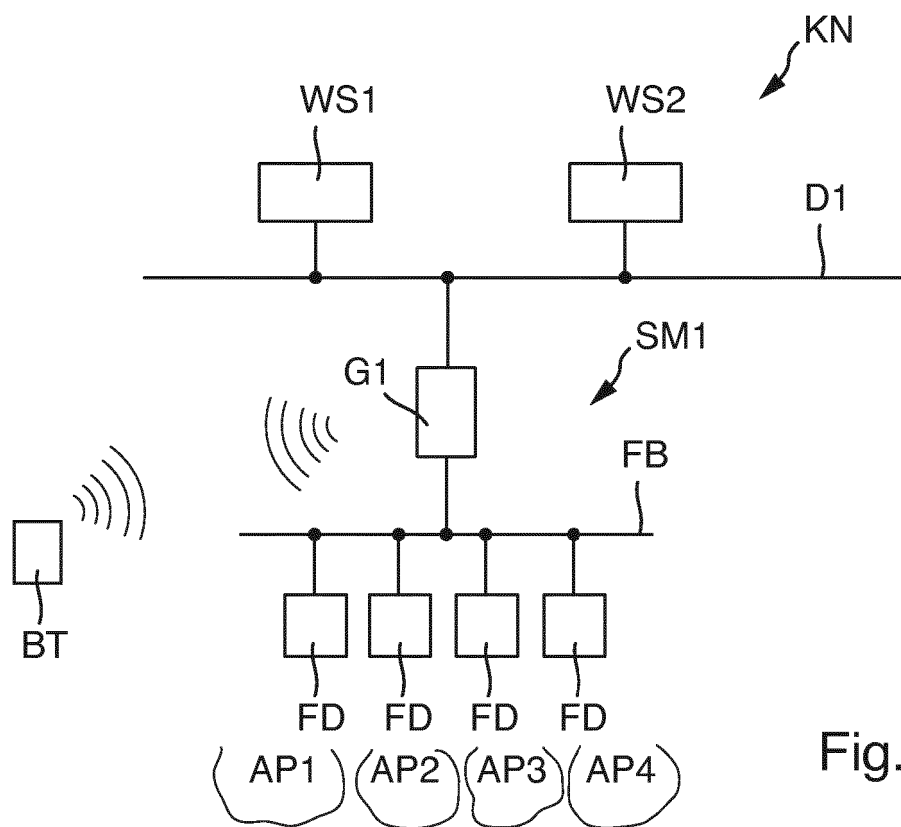 KN
WS1 WS2
D1
SM1
G1
FB
BT
FD FD FD FD
AP1 AP2 AP3 AP4
Fig.